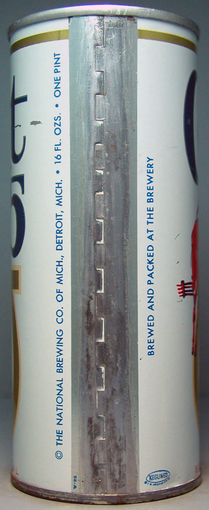 © THE NATIONAL BREWING CO. OF MICH., DETROIT, MICH. • 16 FL. OZS. • ONE PINT
BREWED AND PACKED AT THE BREWERY